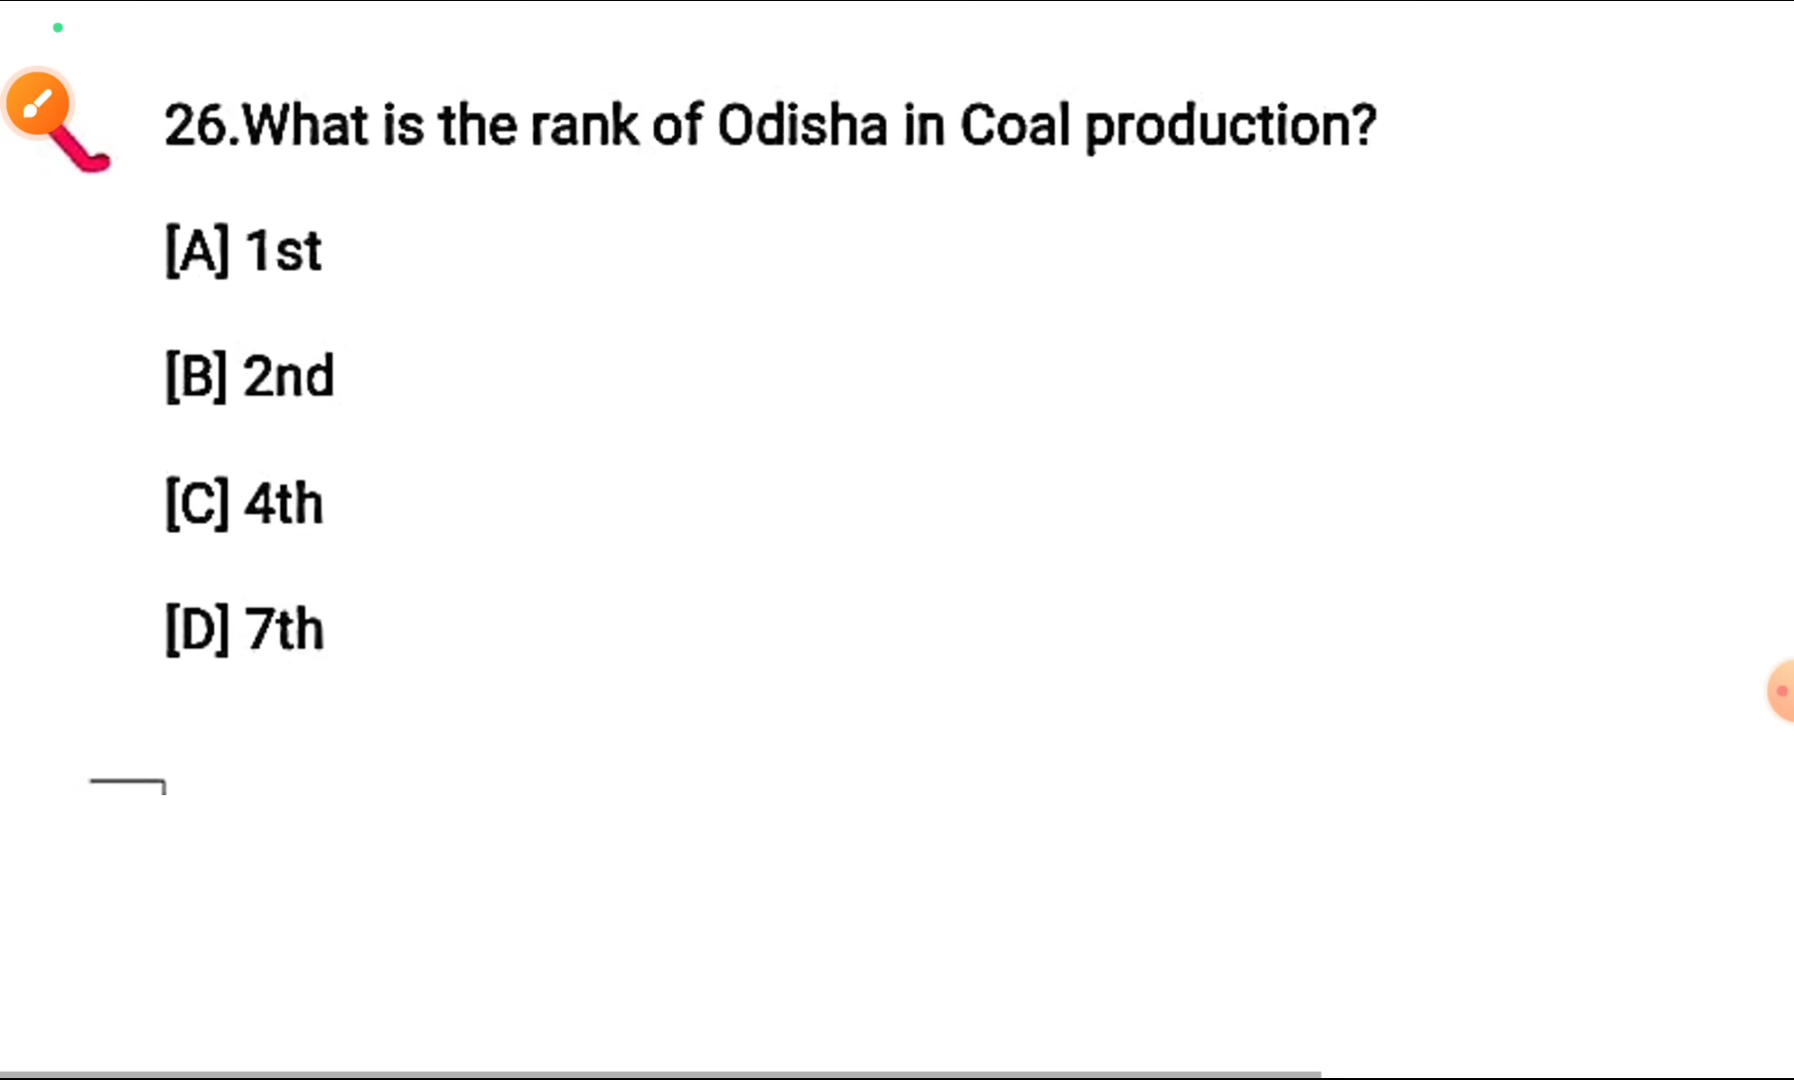 26.What is the rank of Odisha in Coal production?
[A] 1st
[B] 2nd
[C] 4th
[D] 7th